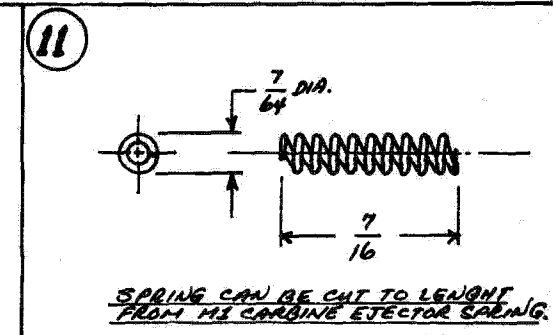 11
7/64 DIA.
7/16
SPRING CAN BE CUT TO LENGHT
FROM M1 CARBINE EJECTOR SPRING.